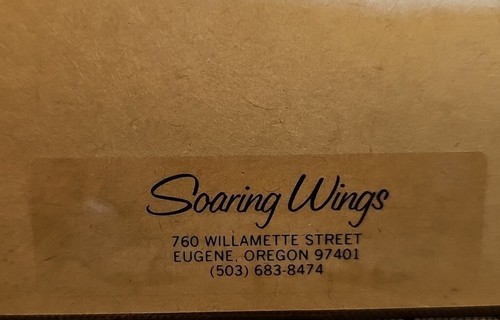 Soaring Wings
760 WILLAMETTE STREET
EUGENE, OREGON 97401
(503) 683-8474